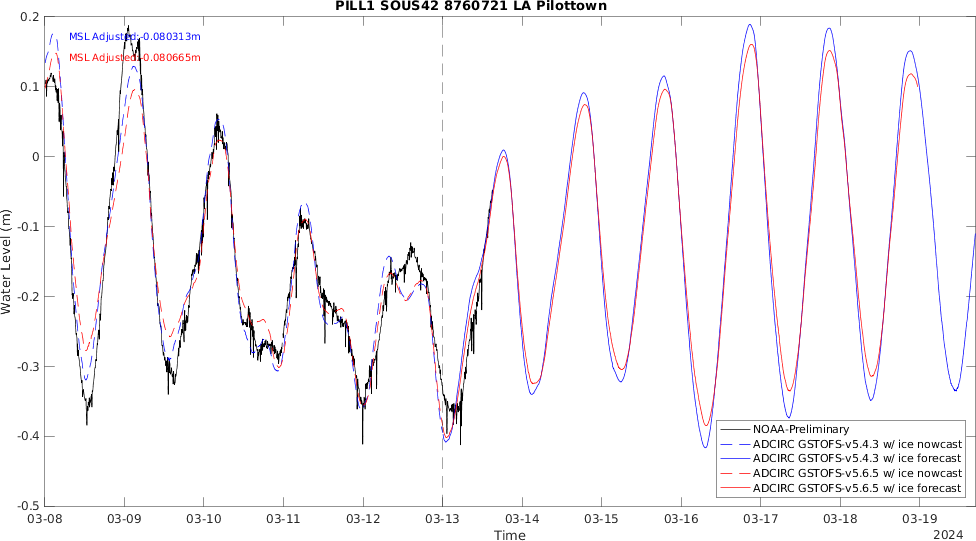 PILL1 SOUS42 8760721 LA Pilottown
MSL Adjusted:-0.080313m
MSL Adjusted:-0.080665m
Water Level (m)
0.2
0.1
0
-0.1
-0.2
-0.3
-0.4
-0.5
NOAA-Preliminary
ADCIRC GSTOFS-v5.4.3 w/ ice nowcast
ADCIRC GSTOFS-v5.4.3 w/ ice forecast
ADCIRC GSTOFS-v5.6.5 w/ ice nowcast
ADCIRC GSTOFS-v5.6.5 w/ ice forecast
03-08 03-09 03-10 03-11 03-12 03-13 03-14 03-15 03-16 03-17 03-18 03-19
Time
2024